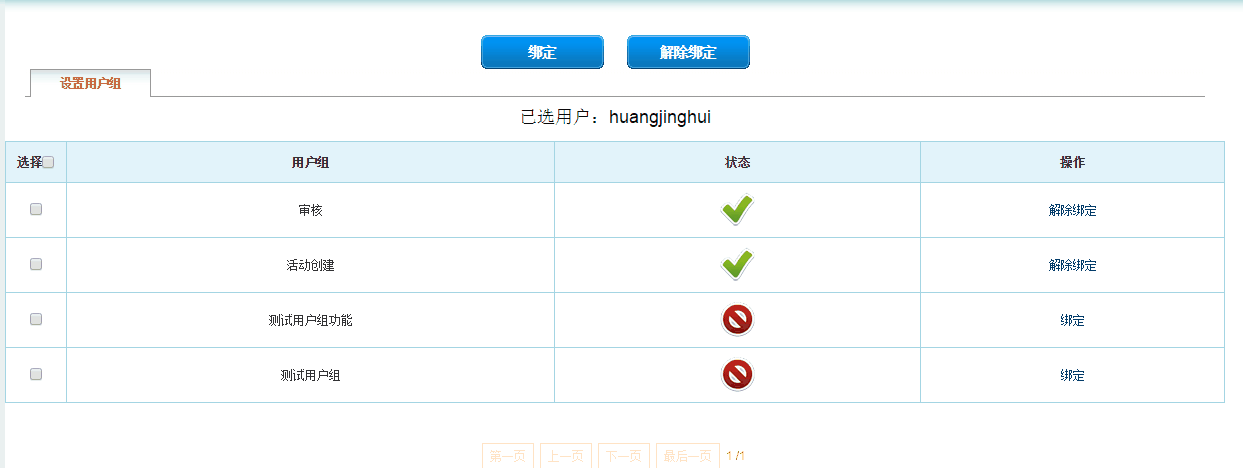 绑定 解除绑定
设置用户组
已选用户：huangjinghui
选择 用户组 状态 操作
审核 解除绑定
活动创建 解除绑定
测试用户组功能 绑定
测试用户组 绑定
第一页 上一页 下一页 最后一页 1 /1